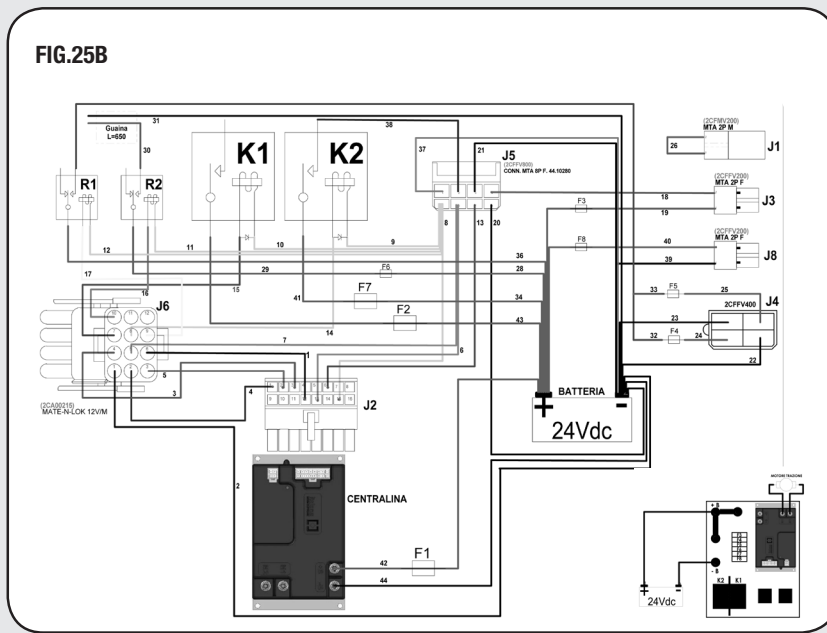 FIG.25B
31
Guaina
L=650
30
38
37
21
J5
(2CFFV800)
CONN. MTA 8P F. 44.10280
(2CFMV200)
MTA 2P M
26
J1
R1
R2
K1
K2
(2CFFV200)
MTA 2P F
18
19
J3
F3
8
13
20
(2CFFV200)
MTA 2P F
40
39
J8
F8
12
11
10
9
36
17
29
F6
28
16
15
41
F7
34
33
F5
25
J4
2CFFV400
J6
14
F2
43
23
7
32
F4
24
6
22
1
5
3
4
(2CA00215)
MATE-N-LOK 12V/M
J2
BATTERIA
+
-
24Vdc
2
CENTRALINA
MOTORE TRAZIONE
+ B
- B
F1
42
44
K2
K1
24Vdc